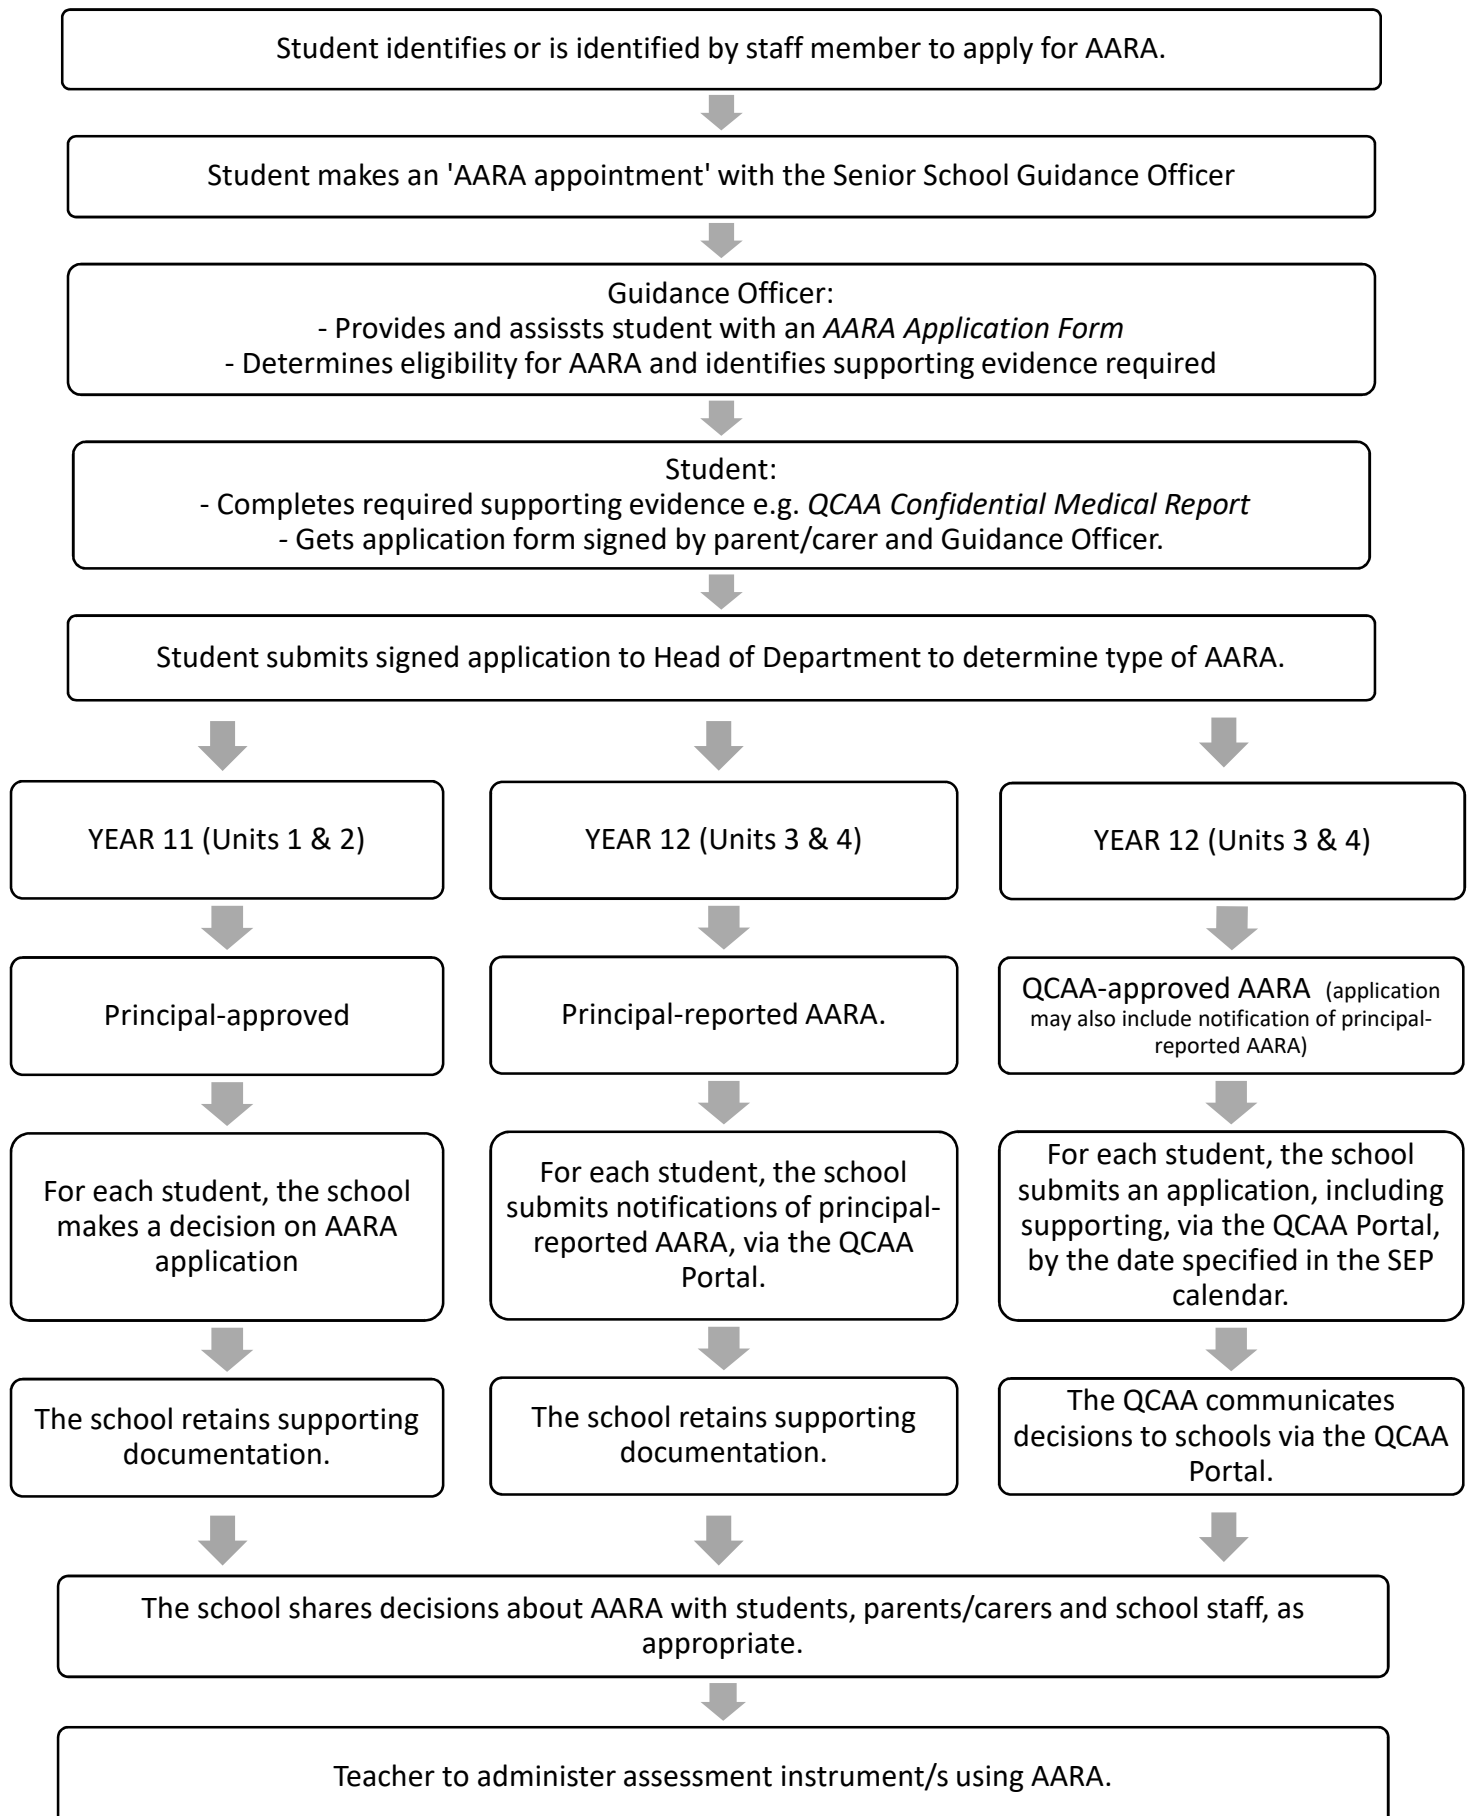 Student identifies or is identified by staff member to apply for AARA.
Student makes an 'AARA appointment' with the Senior School Guidance Officer
Guidance Officer:
- Provides and assissts student with an AARA Application Form
- Determines eligibility for AARA and identifies supporting evidence required
Student:
- Completes required supporting evidence e.g. QCAA Confidential Medical Report
- Gets application form signed by parent/carer and Guidance Officer.
Student submits signed application to Head of Department to determine type of AARA.
YEAR 11 (Units 1 & 2)
Principal-approved
For each student, the school
makes a decision on AARA
application
The school retains supporting
documentation.
YEAR 12 (Units 3 & 4)
Principal-reported AARA.
For each student, the school
submits notifications of principal-
reported AARA, via the QCAA
Portal.
The school retains supporting
documentation.
YEAR 12 (Units 3 & 4)
QCAA-approved AARA (application
may also include notification of principal-
reported AARA)
For each student, the school
submits an application, including
supporting, via the QCAA Portal,
by the date specified in the SEP
calendar.
The QCAA communicates
decisions to schools via the QCAA
Portal.
The school shares decisions about AARA with students, parents/carers and school staff, as
appropriate.
Teacher to administer assessment instrument/s using AARA.